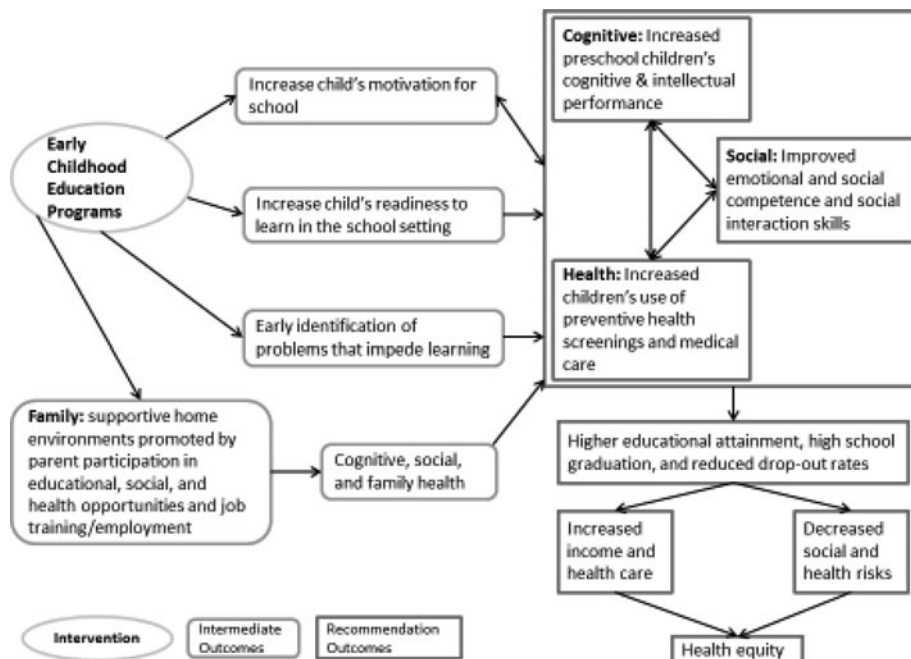 Early
Childhood
Education
Programs
Increase child's motivation for
school
Increase child's readiness to
learn in the school setting
Early identification of
problems that impede learning
Family: supportive home
environments promoted by
parent participation in
educational, social, and
health opportunities and job
training/employment
Cognitive, social,
and family health
Cognitive: Increased
preschool children's
cognitive & intellectual
performance
Social: Improved
emotional and social
competence and social
interaction skills
Health: Increased
children's use of
preventive health
screenings and medical
care
Higher educational attainment, high school
graduation, and reduced drop-out rates
Increased
income and
health care
Decreased
social and
health risks
Health equity
Intervention
Intermediate
Outcomes
Recommendation
Outcomes